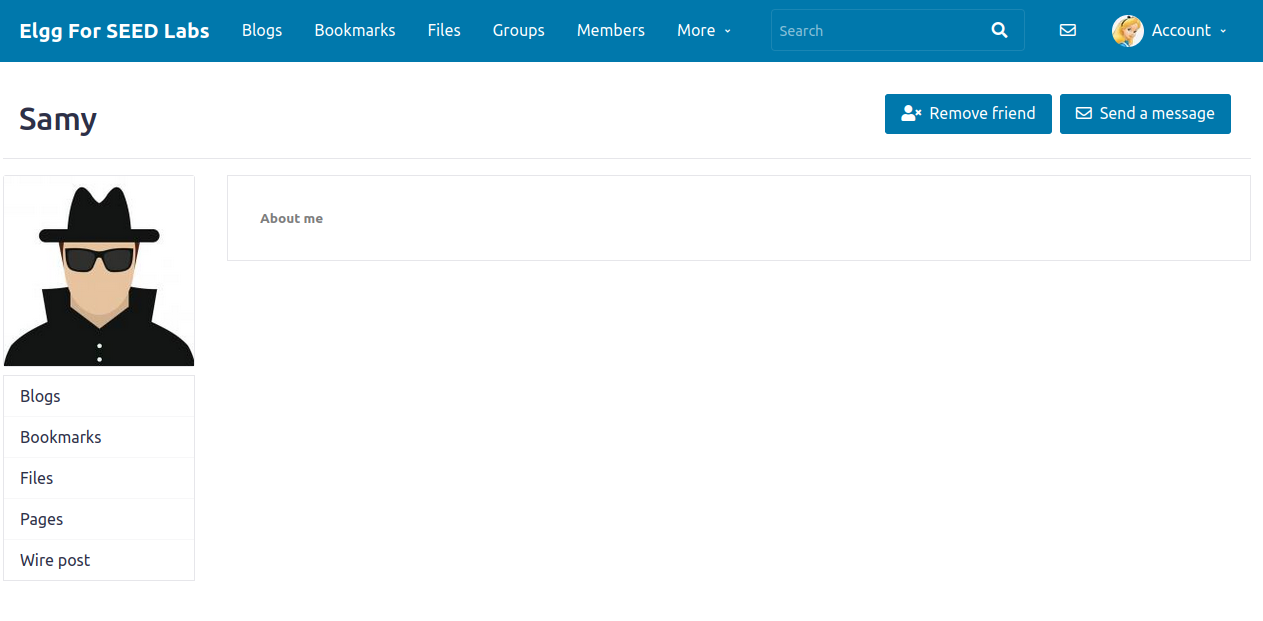 Elgg For SEED Labs Blogs Bookmarks Files Groups Members More Search Account
Samy Remove friend Send a message
About me
Blogs
Bookmarks
Files
Pages
Wire post